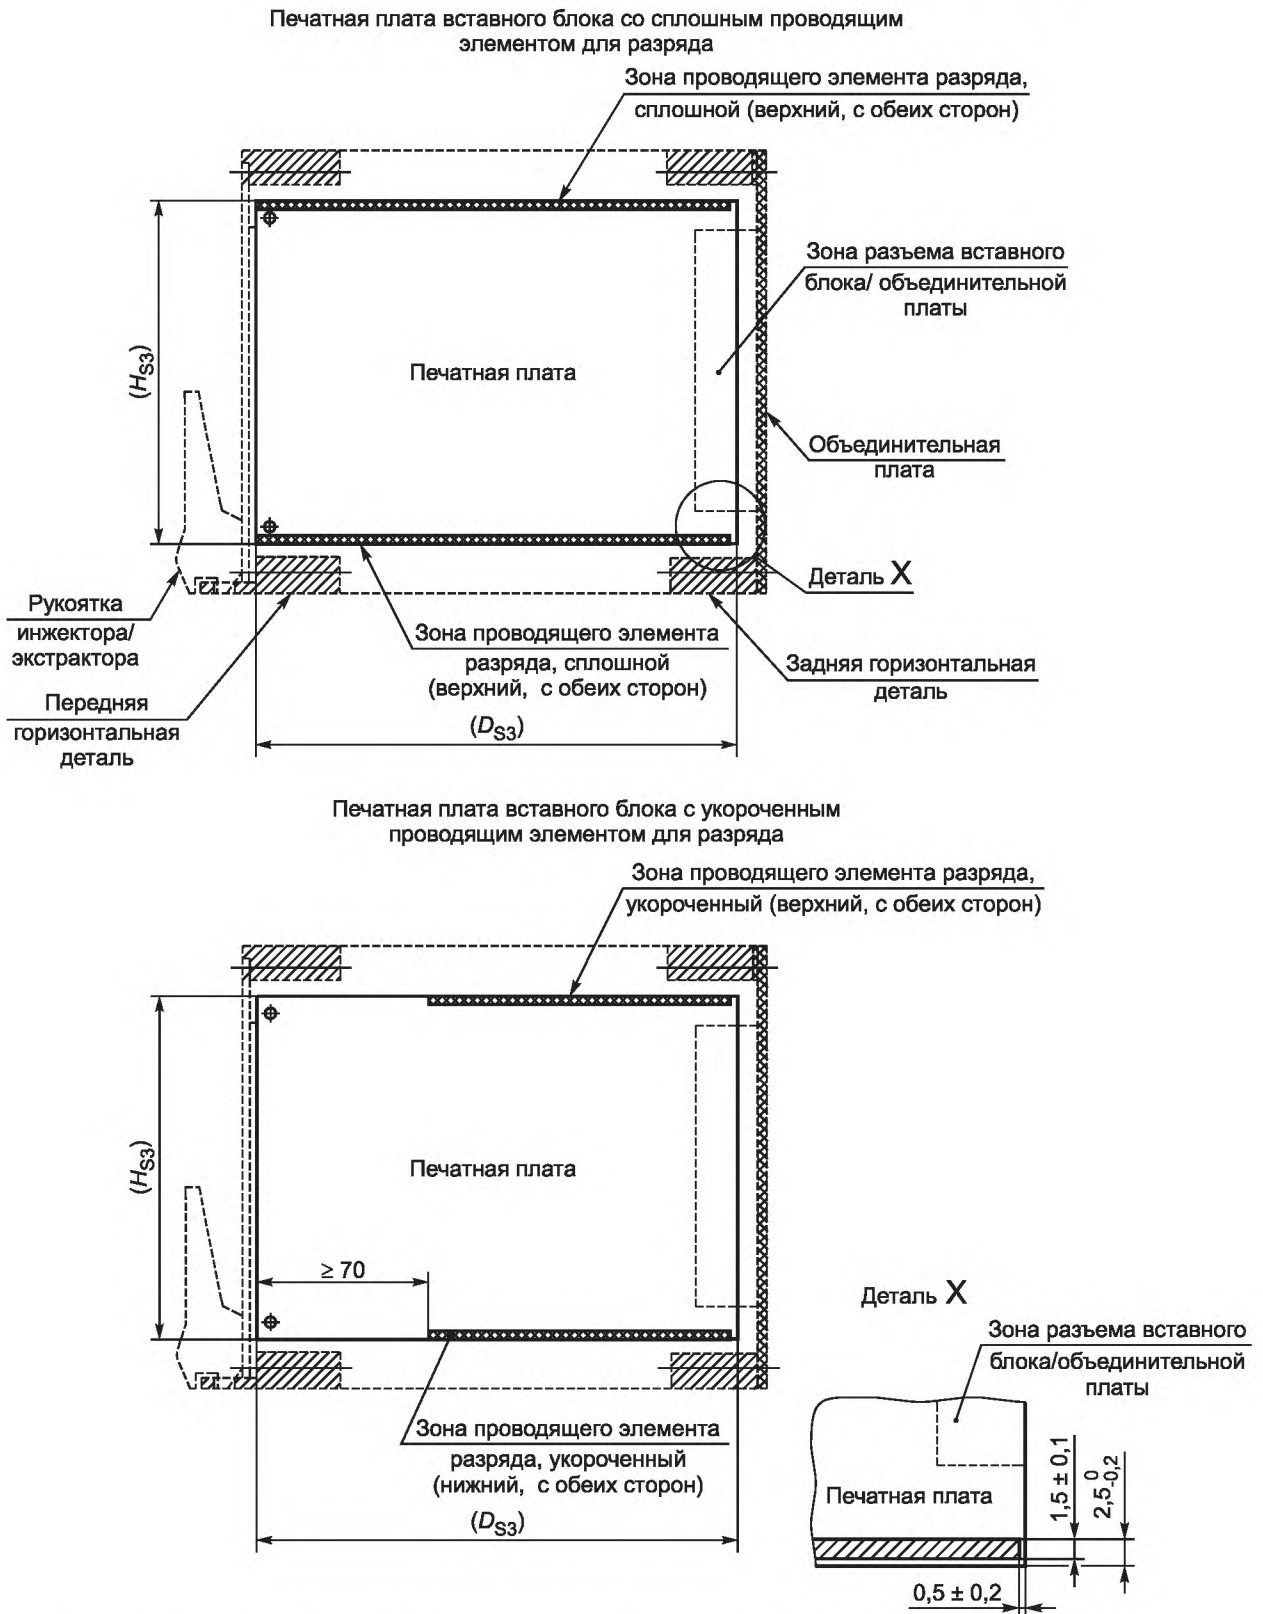 Печатная плата вставного блока со сплошным проводящим
элементом для разряда
Зона проводящего элемента разряда,
сплошной (верхний, с обеих сторон)
Зона разъема вставного
блока/ объединительной
платы
(HS3)
Печатная плата
Объединительная
плата
Деталь X
Рукоятка
инжектора/
экстрактора
Зона проводящего элемента
разряда, сплошной
(верхний, с обеих сторон)
Задняя горизонтальная
деталь
Передняя
горизонтальная
деталь
(DS3)
Печатная плата вставного блока с укороченным
проводящим элементом для разряда
Зона проводящего элемента разряда,
укороченный (верхний, с обеих сторон)
(HS3)
Печатная плата
≥ 70
Зона проводящего элемента
разряда, укороченный
(нижний, с обеих сторон)
(DS3)
Деталь X
Зона разъема вставного
блока/объединительной
платы
Печатная плата
1,5 ± 0,1
2,5 0 -0,2
0,5 ± 0,2